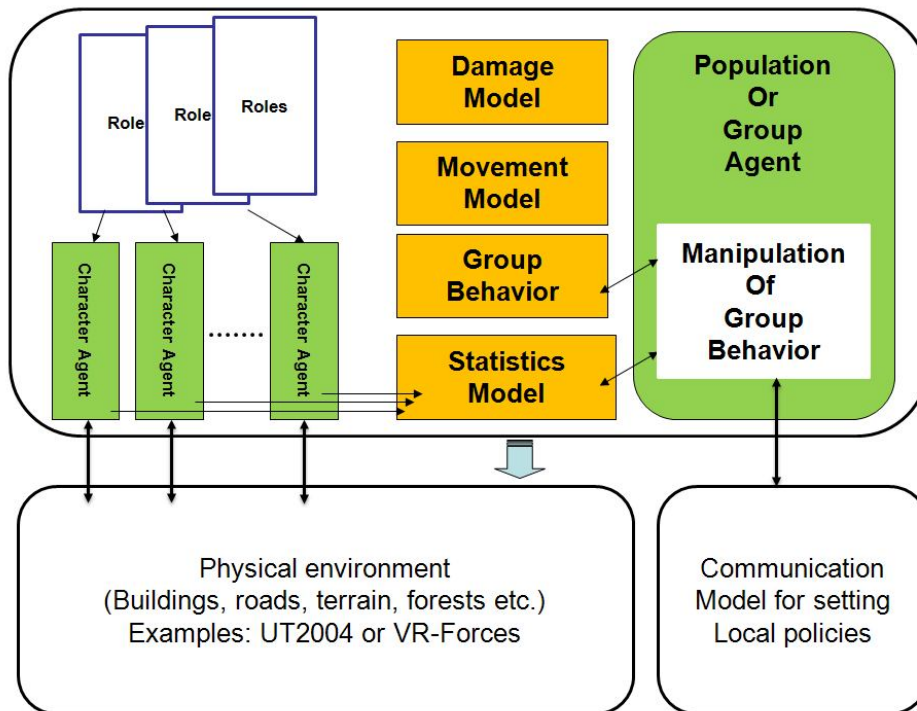 Role
Role
Roles
Character Agent
Character Agent
........
Character Agent
Damage
Model
Movement
Model
Group
Behavior
Statistics
Model
Population
Or
Group
Agent
Manipulation
Of
Group
Behavior
Physical environment
(Buildings, roads, terrain, forests etc.)
Examples: UT2004 or VR-Forces
Communication
Model for setting
Local policies